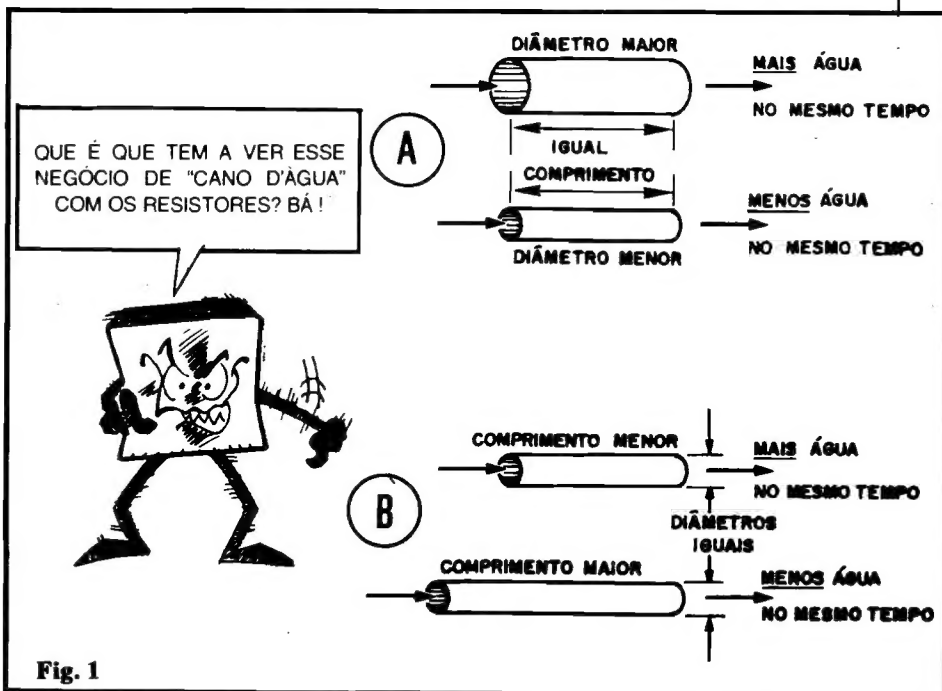 QUE É QUE TEM A VER ESSE
NEGÓCIO DE "CANO D'ÀGUA"
COM OS RESISTORES? BÁ !
A
DIÂMETRO MAIOR
MAIS ÁGUA
NO MESMO TEMPO
IGUAL
COMPRIMENTO
MENOS ÁGUA
NO MESMO TEMPO
DIÂMETRO MENOR
B
COMPRIMENTO MENOR
MAIS ÁGUA
NO MESMO TEMPO
DIÂMETROS
IGUAIS
COMPRIMENTO MAIOR
MENOS ÁGUA
NO MESMO TEMPO
Fig. 1